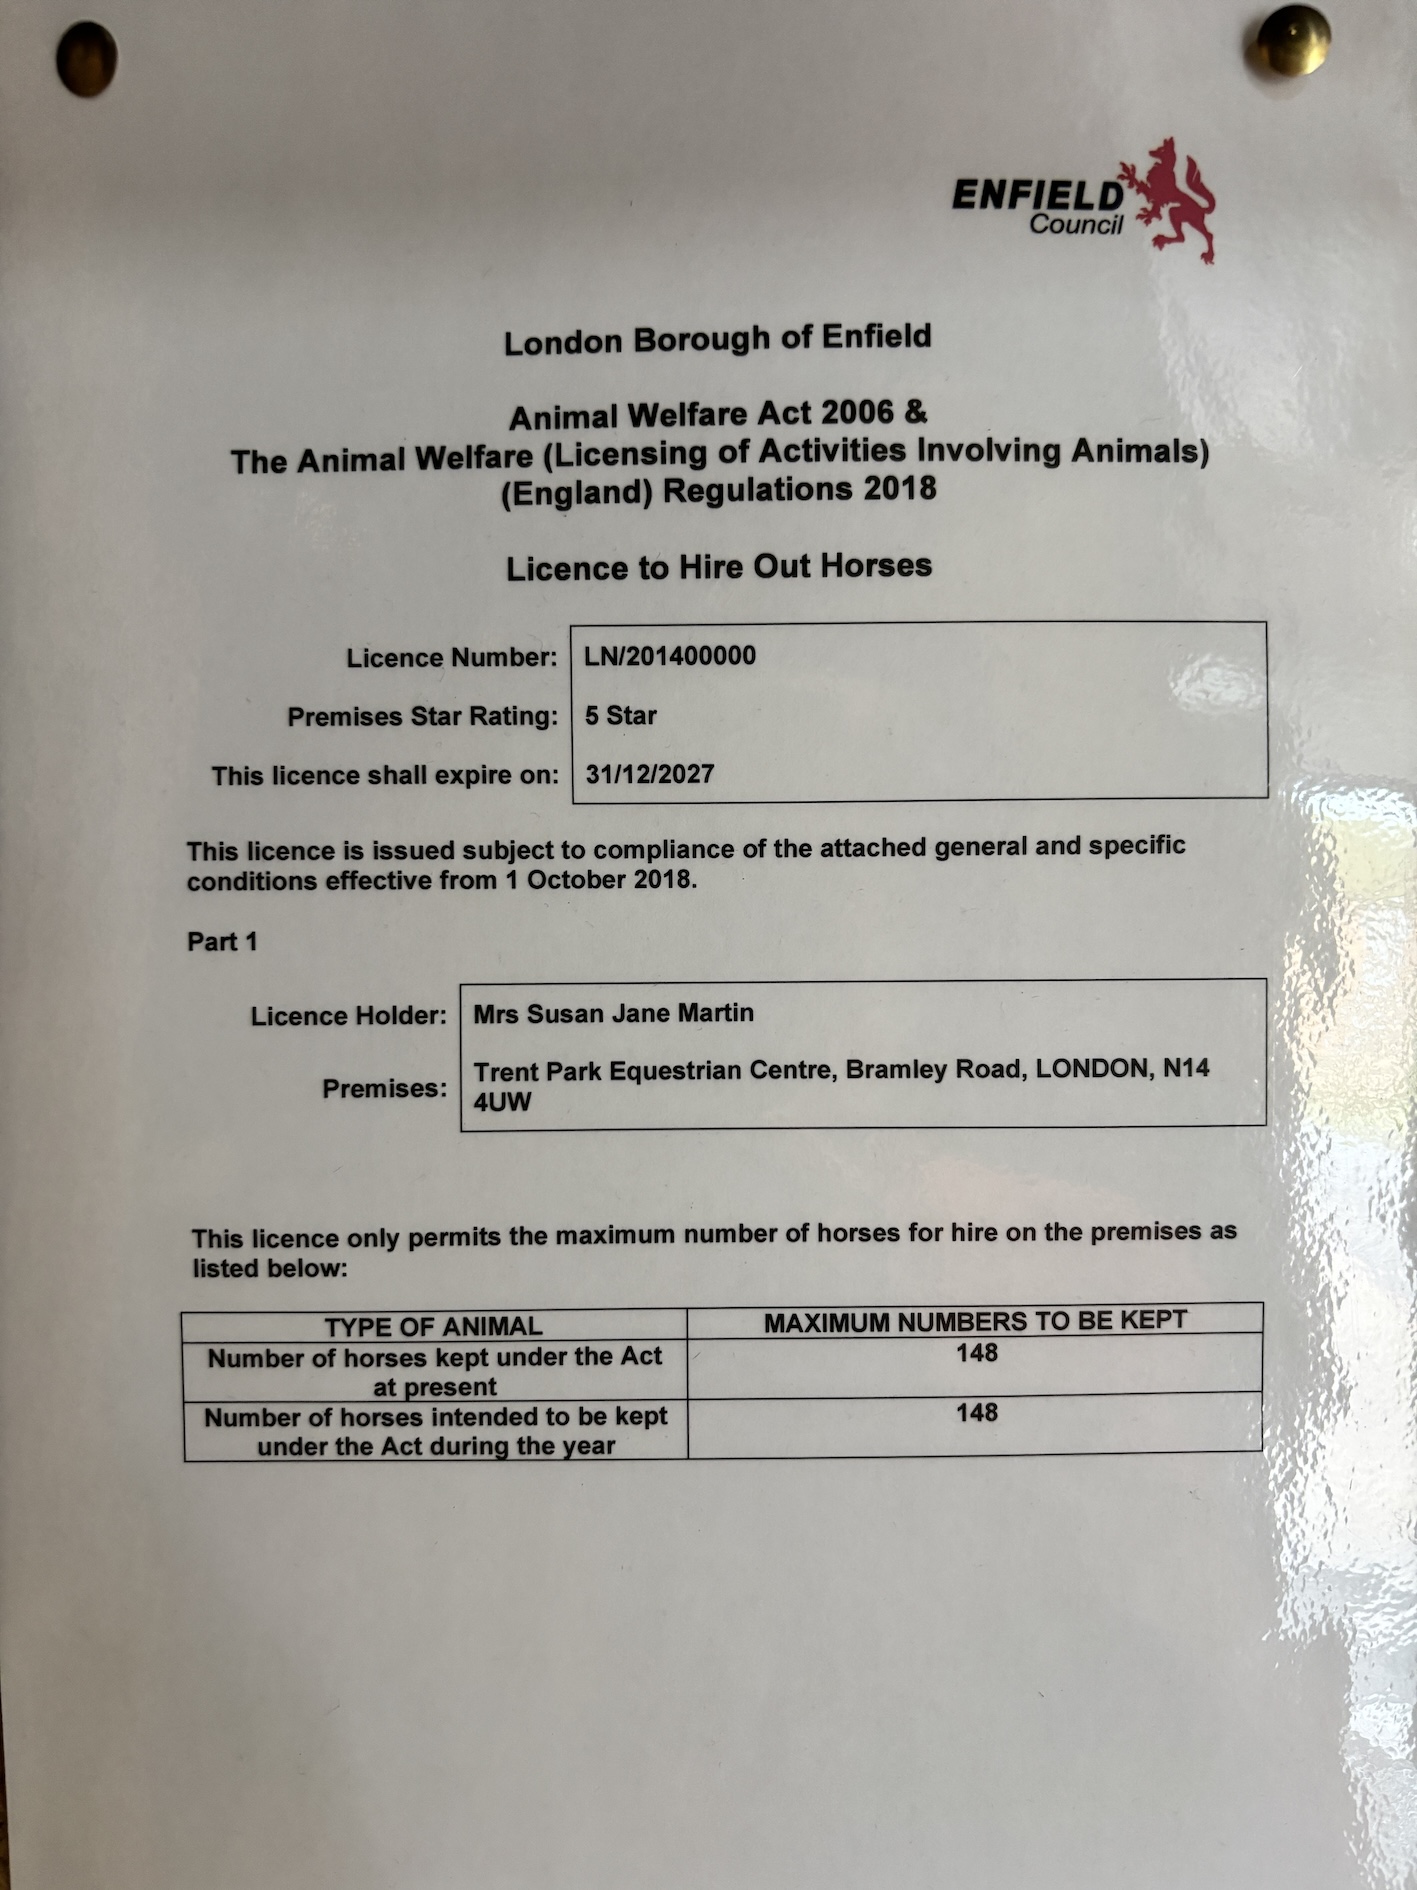 ENFIELD
Council
London Borough of Enfield
Animal Welfare Act 2006 &
The Animal Welfare (Licensing of Activities Involving Animals)
(England) Regulations 2018
Licence to Hire Out Horses
Licence Number: LN/201400000
Premises Star Rating: 5 Star
This licence shall expire on: 31/12/2027
This licence is issued subject to compliance of the attached general and specific
conditions effective from 1 October 2018.
Part 1
Licence Holder: Mrs Susan Jane Martin
Premises: Trent Park Equestrian Centre, Bramley Road, LONDON, N14
4UW
This licence only permits the maximum number of horses for hire on the premises as
listed below:
TYPE OF ANIMAL MAXIMUM NUMBERS TO BE KEPT
Number of horses kept under the Act 148
at present
Number of horses intended to be kept 148
under the Act during the year